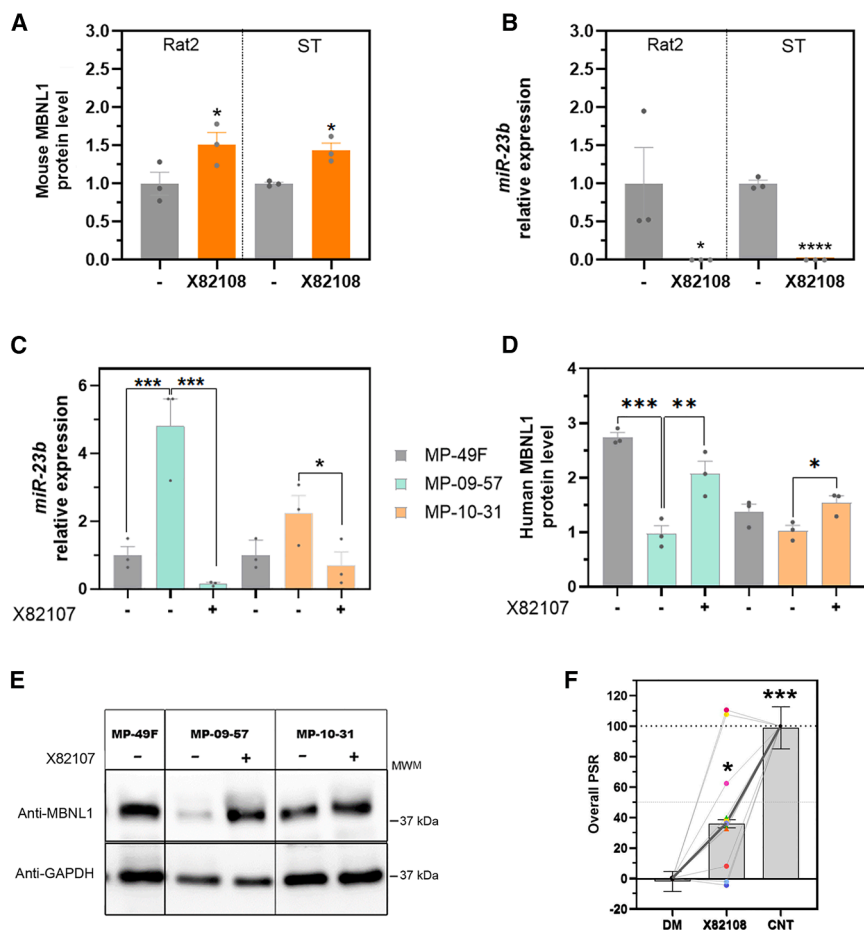 A
Rat2 ST
Mouse MBNL1
protein level
3.0
2.5
2.0
1.5
1.0
0.5
0.0
* *
- X82108 - X82108
B
Rat2 ST
miR-23b
relative expression
3.0
2.5
2.0
1.5
1.0
0.5
0.0
* ****
- X82108 - X82108
C
miR-23b
relative expression
6
4
2
0
*** *** *
X82107 - - + - - +
MP-49F
MP-09-57
MP-10-31
D
Human MBNL1
protein level
4
3
2
1
0
*** ** *
X82107 - - + - - +
E
MP-49F MP-09-57 MP-10-31
X82107 - - + - + MWM
Anti-MBNL1 37 kDa
Anti-GAPDH 37 kDa
F
Overall PSR
120
100
80
60
40
20
0
-20
* ***
DM X82108 CNT